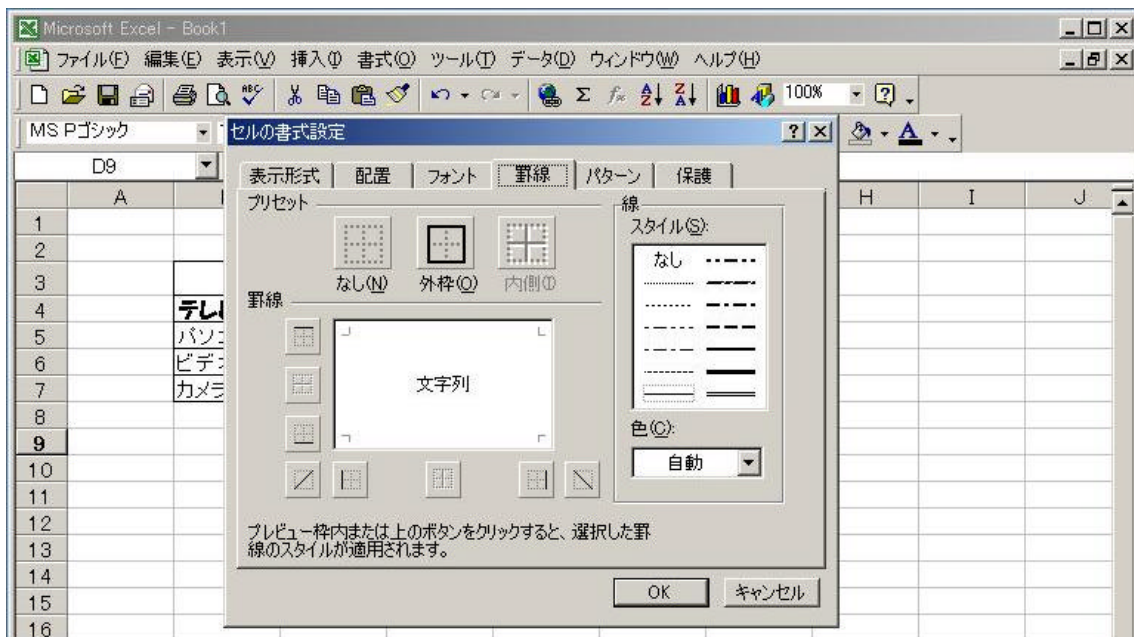 Microsoft Excel - Book1
ファイル(F) 編集(E) 表示(V) 挿入(I) 書式(O) ツール(T) データ(D) ウィンドウ(W) ヘルプ(H)
ABC Σ fx A Z Z A 100% ?
MS Pゴシック A
D9
A H I J
1
2
3
4 テレ
5 パソ
6 ビデ
7 カメラ
8
9
10
11
12
13
14
15
16
セルの書式設定 ?
表示形式 配置 フォント 罫線 パターン 保護
プリセット
なし(N) 外枠(O) 内側(I)
罫線
文字列
線
スタイル(S):
なし
色(C):
自動
プレビュー枠内または上のボタンをクリックすると、選択した罫
線のスタイルが適用されます。
OK キャンセル